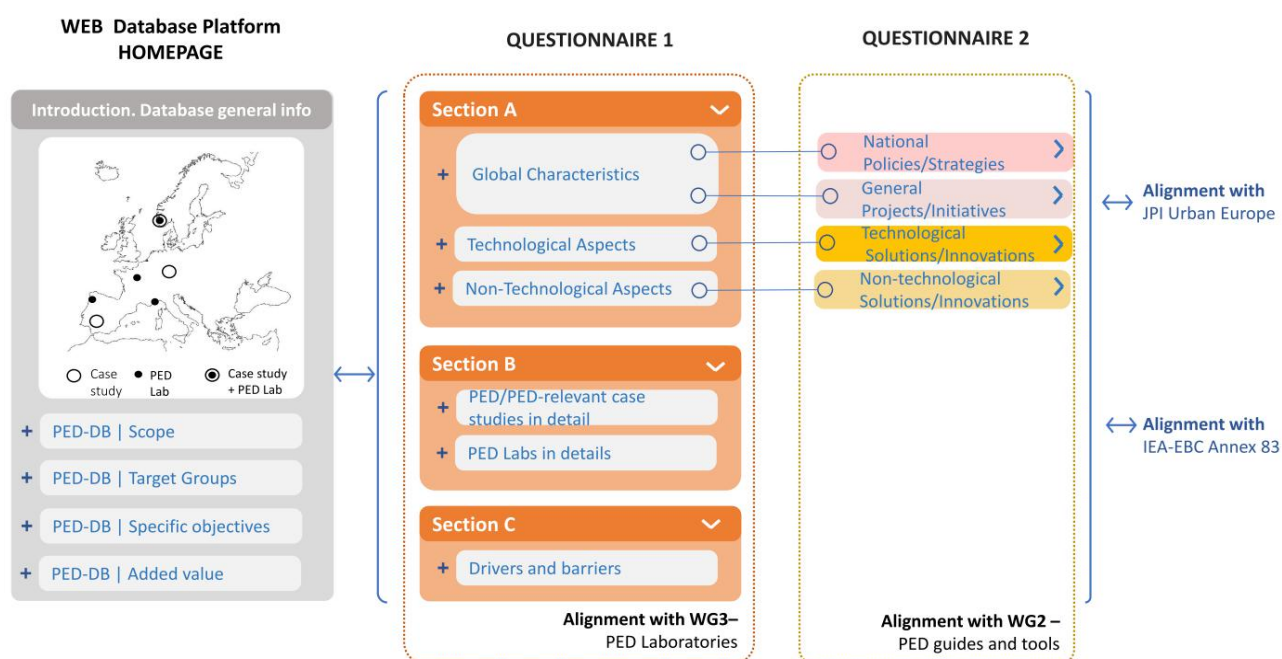 WEB Database Platform
HOMEPAGE
Introduction. Database general info
Case
study
PED
Lab
Case study
+ PED Lab
+ PED-DB | Scope
+ PED-DB | Target Groups
+ PED-DB | Specific objectives
+ PED-DB | Added value
QUESTIONNAIRE 1
Section A
+ Global Characteristics
+ Technological Aspects
+ Non-Technological Aspects
Section B
+ PED/PED-relevant case
studies in detail
+ PED Labs in details
Section C
+ Drivers and barriers
Alignment with WG3–
PED Laboratories
QUESTIONNAIRE 2
National
Policies/Strategies
General
Projects/Initiatives
Technological
Solutions/Innovations
Non-technological
Solutions/Innovations
Alignment with WG2 –
PED guides and tools
Alignment with
JPI Urban Europe
Alignment with
IEA-EBC Annex 83